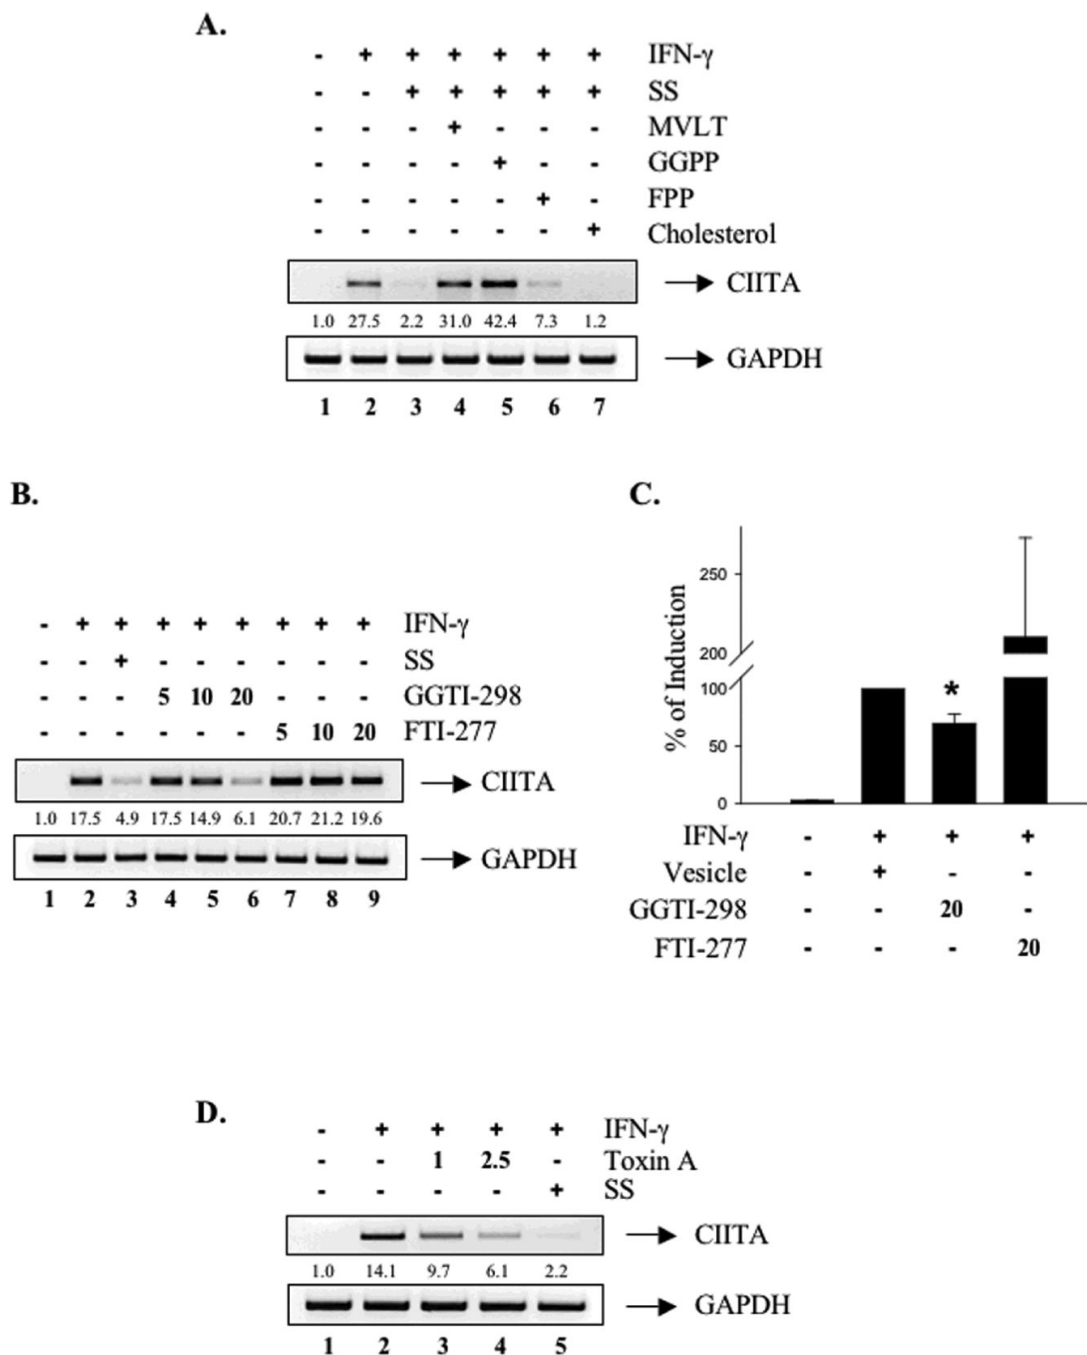 A.
- + + + + + + IFN-γ
- - + + + + + SS
- - - + - - - MVLT
- - - - + - - GGPP
- - - - - + - FPP
- - - - - - + Cholesterol
CIITA
1.0 27.5 2.2 31.0 42.4 7.3 1.2
GAPDH
1 2 3 4 5 6 7
B.
- + + + + + + + + IFN-γ
- - + - - - - - - SS
- - - 5 10 20 - - - GGTI-298
- - - - - - 5 10 20 FTI-277
CIITA
1.0 17.5 4.9 17.5 14.9 6.1 20.7 21.2 19.6
GAPDH
1 2 3 4 5 6 7 8 9
C.
% of Induction
250
200
100
50
0
*
IFN-γ - + + +
Vesicle - + - -
GGTI-298 - - 20 -
FTI-277 - - - 20
D.
- + + + + IFN-γ
- - 1 2.5 - Toxin A
- - - - + SS
CIITA
1.0 14.1 9.7 6.1 2.2
GAPDH
1 2 3 4 5